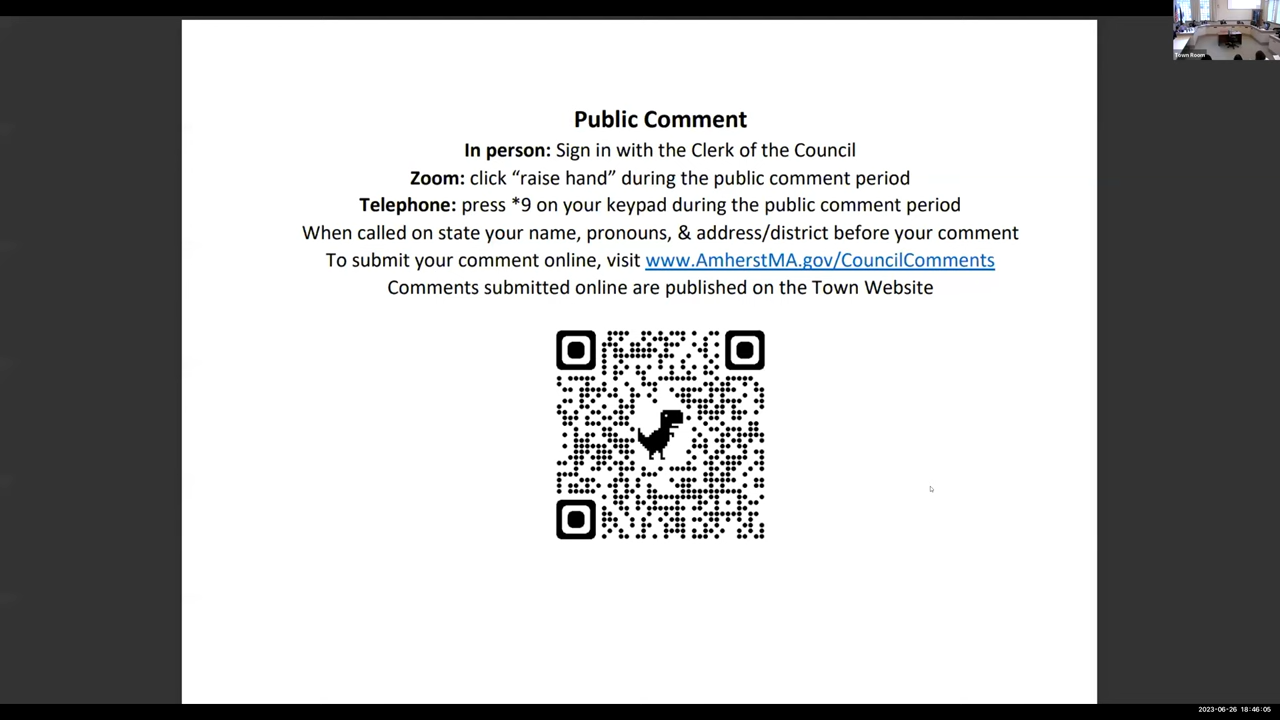 Town Room
Public Comment
In person: Sign in with the Clerk of the Council
Zoom: click “raise hand” during the public comment period
Telephone: press *9 on your keypad during the public comment period
When called on state your name, pronouns, & address/district before your comment
To submit your comment online, visit www.AmherstMA.gov/CouncilComments
Comments submitted online are published on the Town Website
2023-06-26 18:46:05